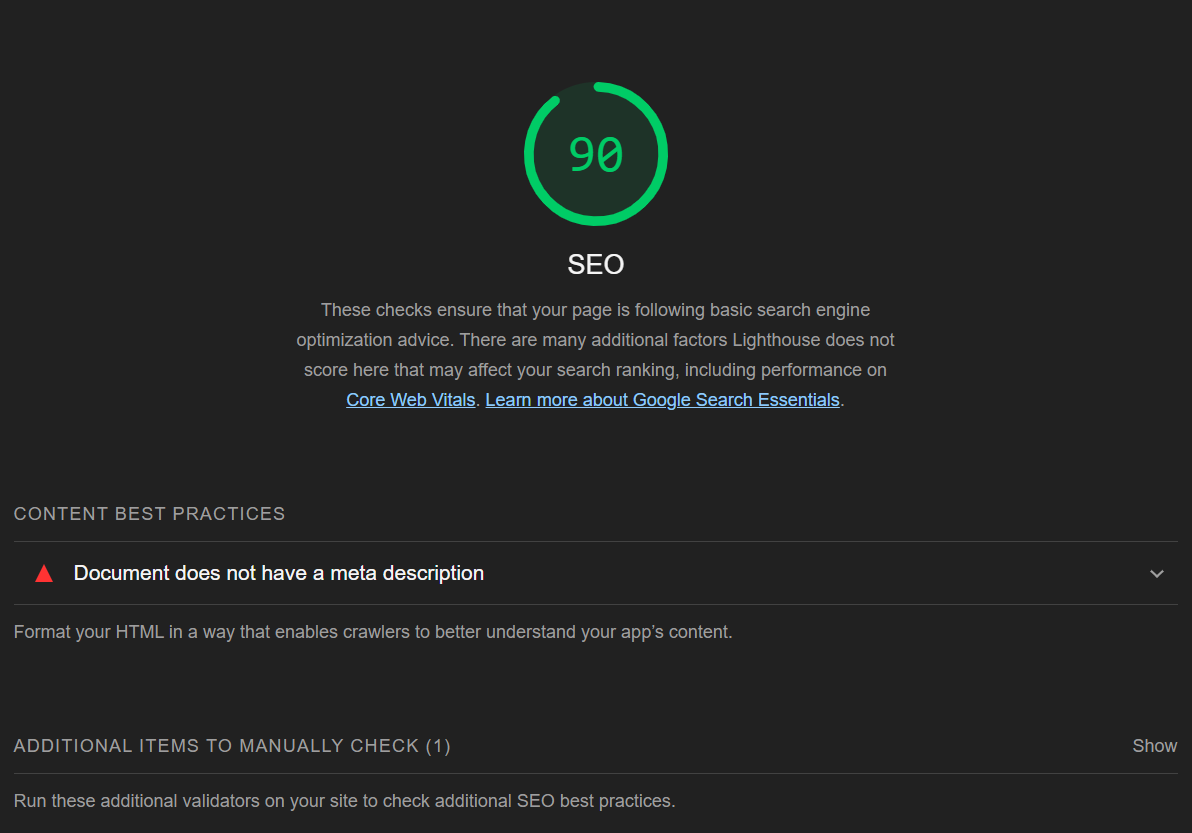 90
SEO
These checks ensure that your page is following basic search engine
optimization advice. There are many additional factors Lighthouse does not
score here that may affect your search ranking, including performance on
Core Web Vitals. Learn more about Google Search Essentials.
CONTENT BEST PRACTICES
Document does not have a meta description
Format your HTML in a way that enables crawlers to better understand your app’s content.
ADDITIONAL ITEMS TO MANUALLY CHECK (1) Show
Run these additional validators on your site to check additional SEO best practices.